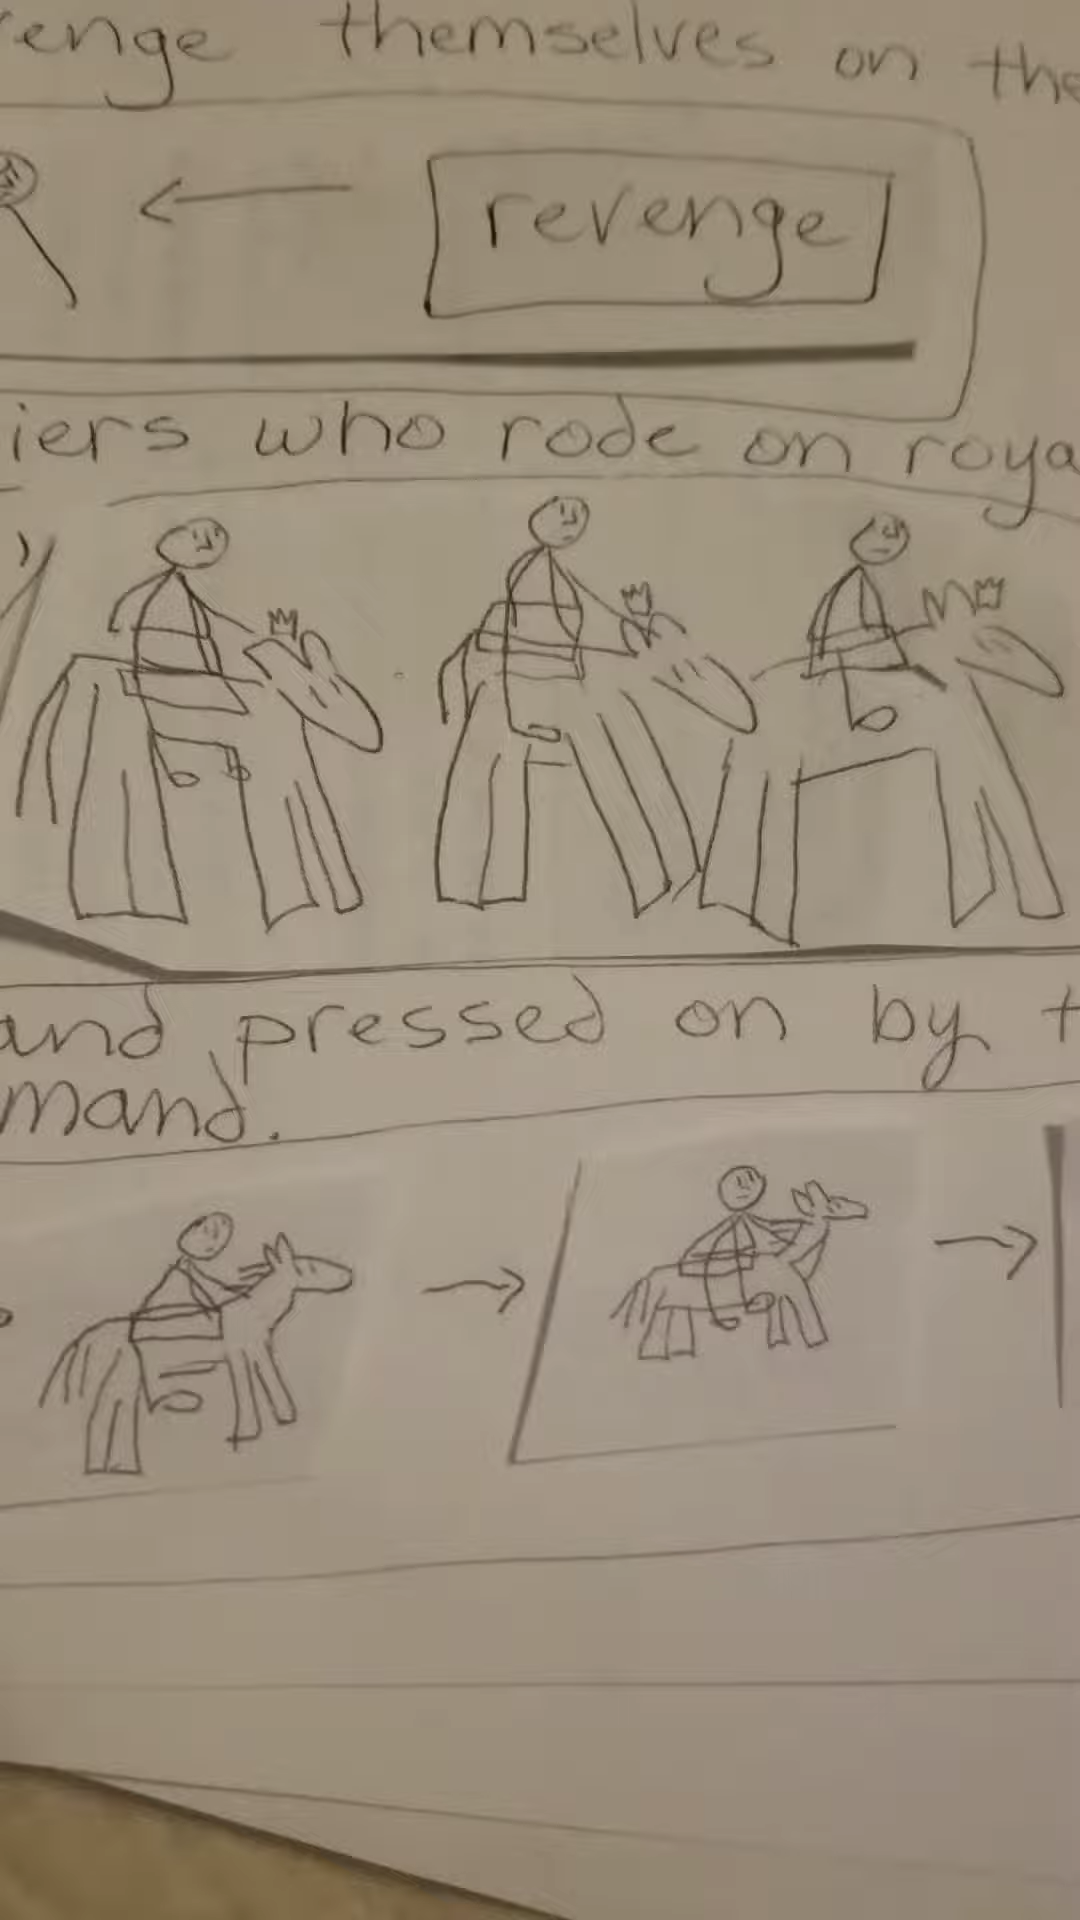 enge themselves on the
revenge
iers who rode on roya
and pressed on by t
mand.